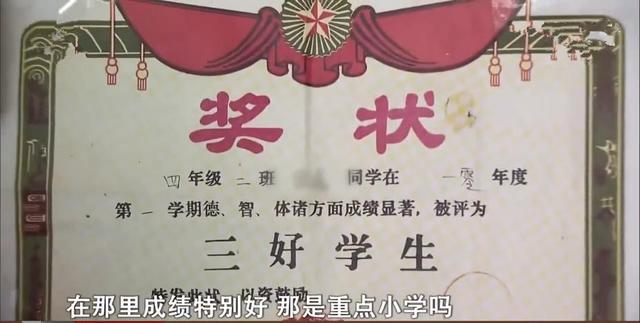 奖状
四年级二班 同学在 一零年度
第一学期德、智、体诸方面成绩显著，被评为
三好学生
特发此状 以资鼓励
在那里成绩特别好 那是重点小学吗